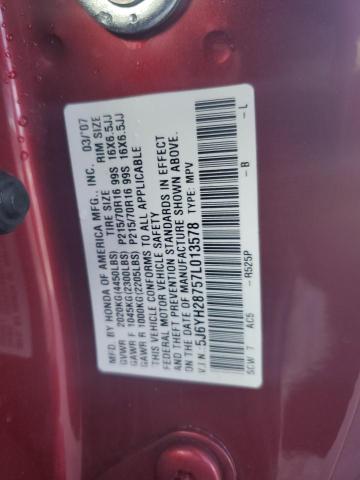 MFD. BY HONDA OF AMERICA MFG., INC. 03/'07
TIRE SIZE RIM SIZE
GVWR 2020KG(4450LBS)
GAWR F 1045KG(2300LBS) P215/70R16 99S 16X6.5JJ
GAWR R 1000KG(2205LBS) P215/70R16 99S 16X6.5JJ
THIS VEHICLE CONFORMS TO ALL APPLICABLE
FEDERAL MOTOR VEHICLE SAFETY STANDARDS IN EFFECT
AND THEFT PREVENTION STANDARDS IN EFFECT
ON THE DATE OF MANUFACTURE SHOWN ABOVE.
V.I.N. 5J6YH28757L013578 TYPE: MPV
SCW 7 AC5 -R525P -B -L